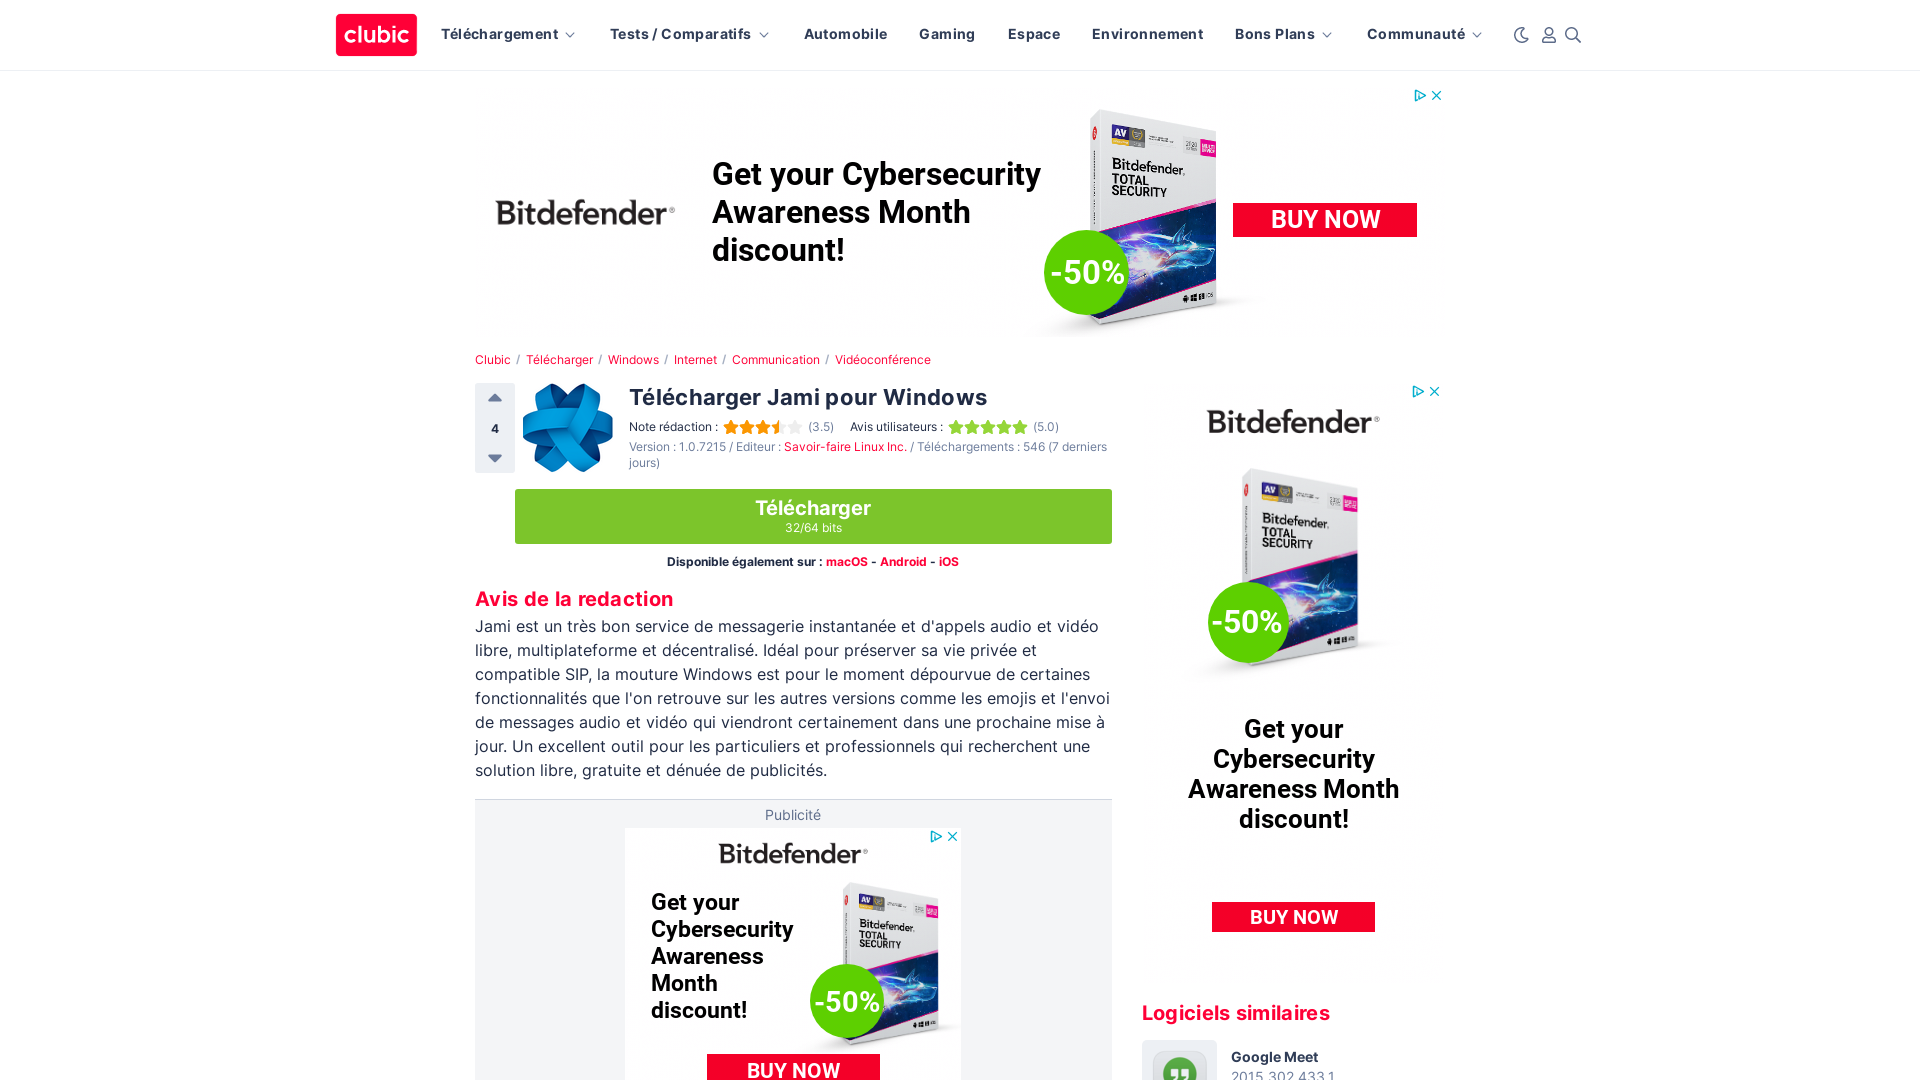 clubic
Téléchargement
Tests / Comparatifs
Automobile
Gaming
Espace
Environnement
Bons Plans
Communauté
Bitdefender®
Get your Cybersecurity
Awareness Month
discount!
AV
Bitdefender
TOTAL
SECURITY
-50%
BUY NOW
Clubic / Télécharger / Windows / Internet / Communication / Vidéoconférence
4
Télécharger Jami pour Windows
Note rédaction : (3.5) Avis utilisateurs : (5.0)
Version : 1.0.7215 / Editeur : Savoir-faire Linux Inc. / Téléchargements : 546 (7 derniers
jours)
Télécharger
32/64 bits
Disponible également sur : macOS - Android - iOS
Avis de la redaction
Jami est un très bon service de messagerie instantanée et d'appels audio et vidéo
libre, multiplateforme et décentralisé. Idéal pour préserver sa vie privée et
compatible SIP, la mouture Windows est pour le moment dépourvue de certaines
fonctionnalités que l'on retrouve sur les autres versions comme les emojis et l'envoi
de messages audio et vidéo qui viendront certainement dans une prochaine mise à
jour. Un excellent outil pour les particuliers et professionnels qui recherchent une
solution libre, gratuite et dénuée de publicités.
Publicité
Bitdefender®
Get your
Cybersecurity
Awareness
Month
discount!
AV
Bitdefender
TOTAL
SECURITY
-50%
BUY NOW
Bitdefender®
AV
Bitdefender
TOTAL
SECURITY
-50%
Get your
Cybersecurity
Awareness Month
discount!
BUY NOW
Logiciels similaires
Google Meet
2015.302.433.1